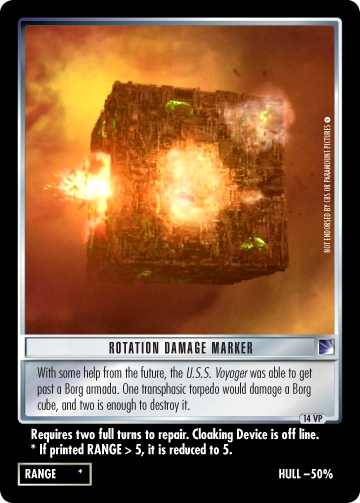 NOT ENDORSED BY CBS OR PARAMOUNT PICTURES
ROTATION DAMAGE MARKER
With some help from the future, the U.S.S. Voyager was able to get
past a Borg armada. One transphasic torpedo would damage a Borg
cube, and two is enough to destroy it.
14 VP
Requires two full turns to repair. Cloaking Device is off line.
* If printed RANGE > 5, it is reduced to 5.
RANGE *
HULL –50%